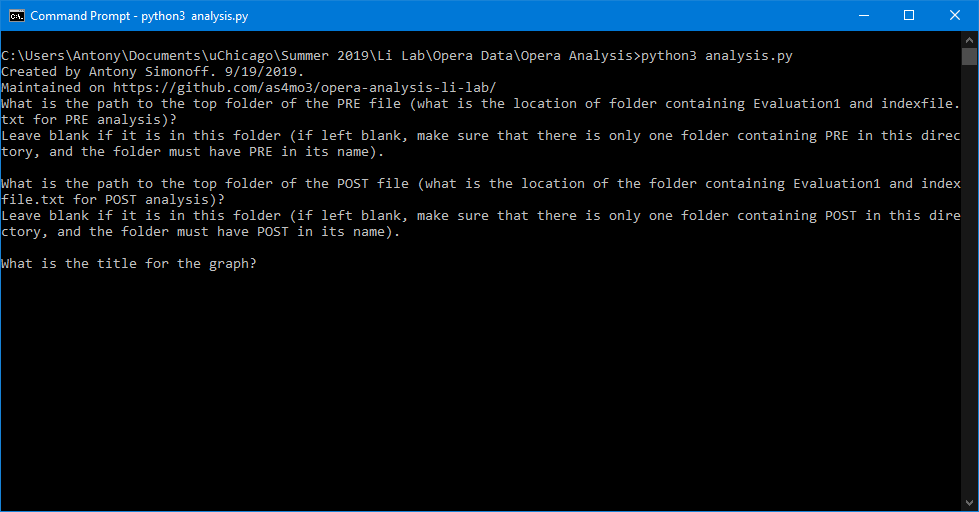 Command Prompt - python3  analysis.py
C:\Users\Antony\Documents\uChicago\Summer 2019\Li Lab\Opera Data\Opera Analysis>python3 analysis.py
Created by Antony Simonoff. 9/19/2019.
Maintained on https://github.com/as4mo3/opera-analysis-li-lab/
What is the path to the top folder of the PRE file (what is the location of folder containing Evaluation1 and indexfile.
txt for PRE analysis)?
Leave blank if it is in this folder (if left blank, make sure that there is only one folder containing PRE in this direc
tory, and the folder must have PRE in its name).
What is the path to the top folder of the POST file (what is the location of the folder containing Evaluation1 and index
file.txt for POST analysis)?
Leave blank if it is in this folder (if left blank, make sure that there is only one folder containing POST in this dire
ctory, and the folder must have POST in its name).
What is the title for the graph?